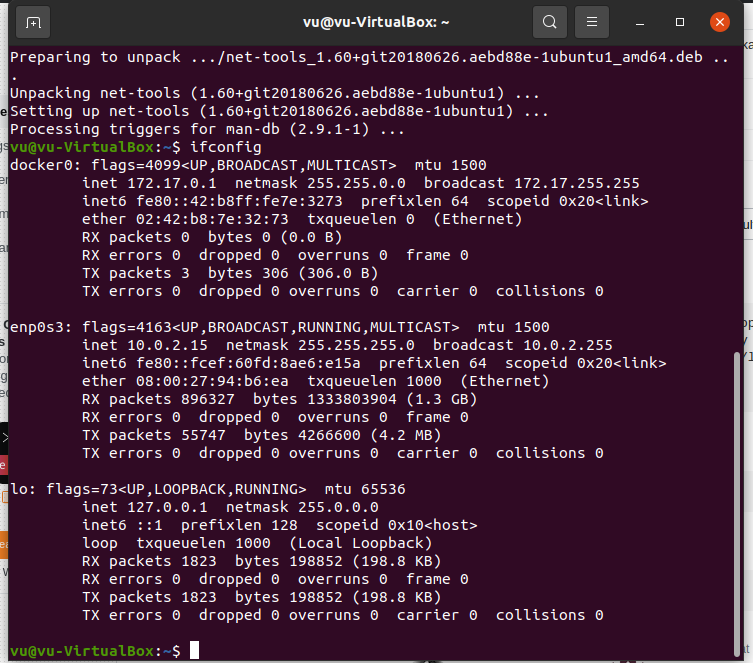 vu@vu-VirtualBox: ~
Preparing to unpack .../net-tools_1.60+git20180626.aebd88e-1ubuntu1_amd64.deb ..
.
Unpacking net-tools (1.60+git20180626.aebd88e-1ubuntu1) ...
Setting up net-tools (1.60+git20180626.aebd88e-1ubuntu1) ...
Processing triggers for man-db (2.9.1-1) ...
vu@vu-VirtualBox:~$ ifconfig
docker0: flags=4099<UP,BROADCAST,MULTICAST>  mtu 1500
        inet 172.17.0.1  netmask 255.255.0.0  broadcast 172.17.255.255
        inet6 fe80::42:b8ff:fe7e:3273  prefixlen 64  scopeid 0x20<link>
        ether 02:42:b8:7e:32:73  txqueuelen 0  (Ethernet)
        RX packets 0  bytes 0 (0.0 B)
        RX errors 0  dropped 0  overruns 0  frame 0
        TX packets 3  bytes 306 (306.0 B)
        TX errors 0  dropped 0 overruns 0  carrier 0  collisions 0
enp0s3: flags=4163<UP,BROADCAST,RUNNING,MULTICAST>  mtu 1500
        inet 10.0.2.15  netmask 255.255.255.0  broadcast 10.0.2.255
        inet6 fe80::fcef:60fd:8ae6:e15a  prefixlen 64  scopeid 0x20<link>
        ether 08:00:27:94:b6:ea  txqueuelen 1000  (Ethernet)
        RX packets 896327  bytes 1333803904 (1.3 GB)
        RX errors 0  dropped 0  overruns 0  frame 0
        TX packets 55747  bytes 4266600 (4.2 MB)
        TX errors 0  dropped 0 overruns 0  carrier 0  collisions 0
lo: flags=73<UP,LOOPBACK,RUNNING>  mtu 65536
        inet 127.0.0.1  netmask 255.0.0.0
        inet6 ::1  prefixlen 128  scopeid 0x10<host>
        loop  txqueuelen 1000  (Local Loopback)
        RX packets 1823  bytes 198852 (198.8 KB)
        RX errors 0  dropped 0  overruns 0  frame 0
        TX packets 1823  bytes 198852 (198.8 KB)
        TX errors 0  dropped 0 overruns 0  carrier 0  collisions 0
vu@vu-VirtualBox:~$